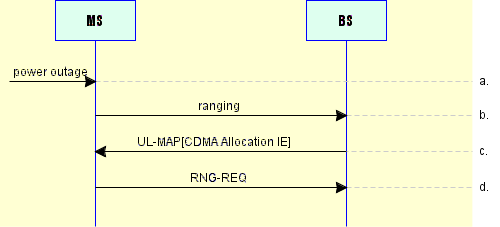 MS BS
power outage a.
ranging b.
UL-MAP[CDMA Allocation IE] c.
RNG-REQ d.